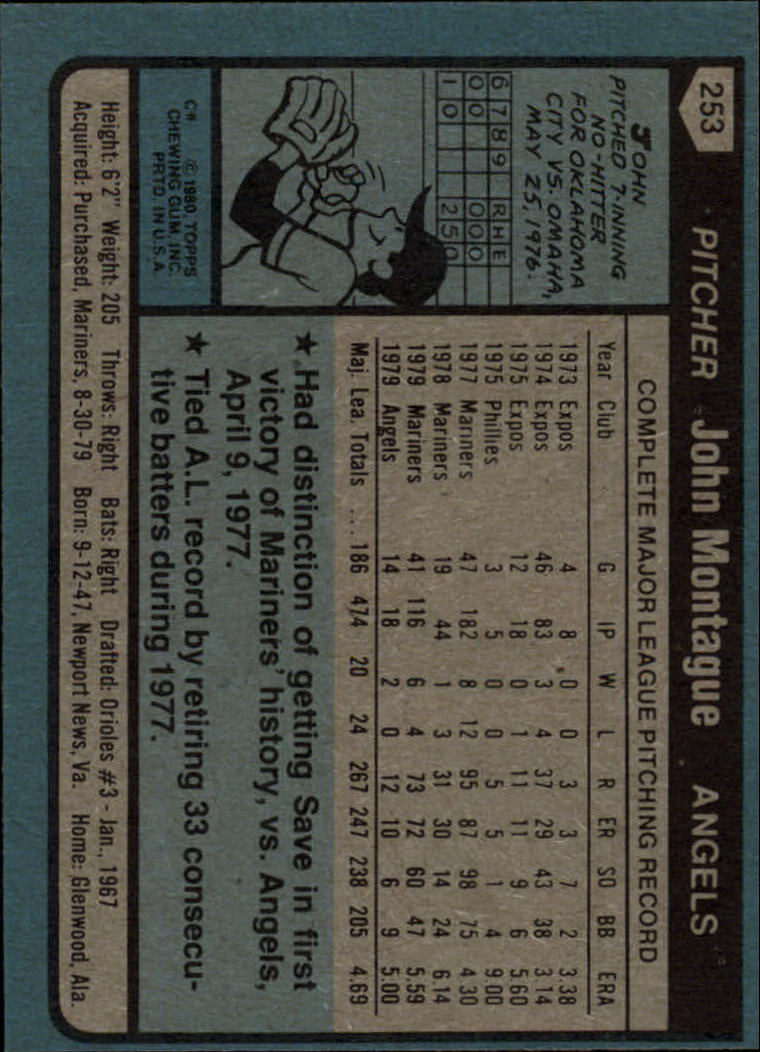 253 PITCHER John Montague ANGELS
JOHN
PITCHED 7-INNING
NO-HITTER
FOR OKLAHOMA
CITY VS. OMAHA,
MAY 25, 1976.
6 7 8 9 R H E
0 0 0 0 0
1 0 2 5 0
C# © 1980 TOPPS
CHEWING GUM, INC.
PRTD. IN U.S.A.
COMPLETE MAJOR LEAGUE PITCHING RECORD
Year Club G IP W L R ER SO BB ERA
1973 Expos 4 8 0 0 3 3 7 2 3.38
1974 Expos 46 83 3 4 37 29 43 38 3.14
1975 Expos 12 18 0 1 11 11 9 6 5.60
1975 Phillies 3 5 0 0 5 5 1 4 9.00
1977 Mariners 47 182 8 12 95 87 98 75 4.30
1978 Mariners 19 44 1 3 31 30 14 24 6.14
1979 Mariners 41 116 6 4 73 72 60 47 5.59
1979 Angels 14 18 2 0 12 10 6 9 5.00
Maj. Lea. Totals .... 186 474 20 24 267 247 238 205 4.69
★ Had distinction of getting Save in first
victory of Mariners' history, vs. Angels,
April 9, 1977.
★ Tied A.L. record by retiring 33 consecu-
tive batters during 1977.
Height: 6'2" Weight: 205 Throws: Right Bats: Right Drafted: Orioles #3 - Jan., 1967
Acquired: Purchased, Mariners, 8-30-79 Born: 9-12-47, Newport News, Va. Home: Glenwood, Ala.